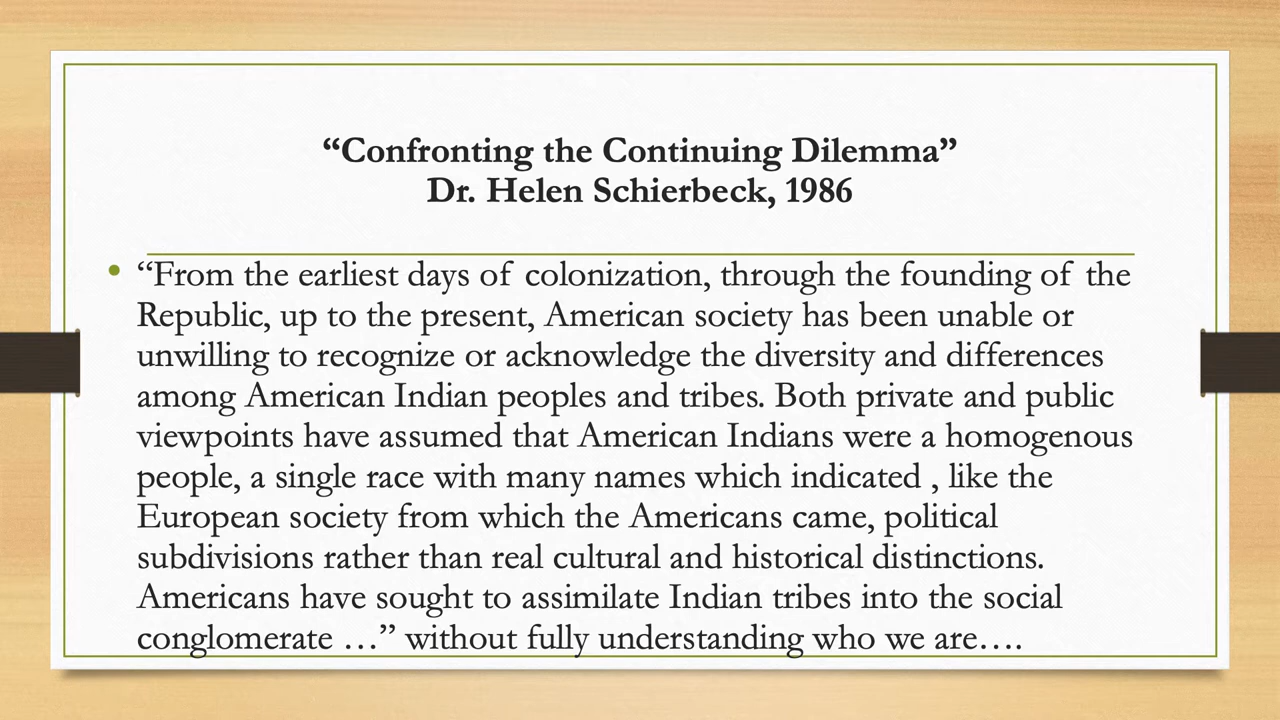 “Confronting the Continuing Dilemma”
Dr. Helen Schierbeck, 1986
• “From the earliest days of colonization, through the founding of the
Republic, up to the present, American society has been unable or
unwilling to recognize or acknowledge the diversity and differences
among American Indian peoples and tribes. Both private and public
viewpoints have assumed that American Indians were a homogenous
people, a single race with many names which indicated , like the
European society from which the Americans came, political
subdivisions rather than real cultural and historical distinctions.
Americans have sought to assimilate Indian tribes into the social
conglomerate …” without fully understanding who we are….